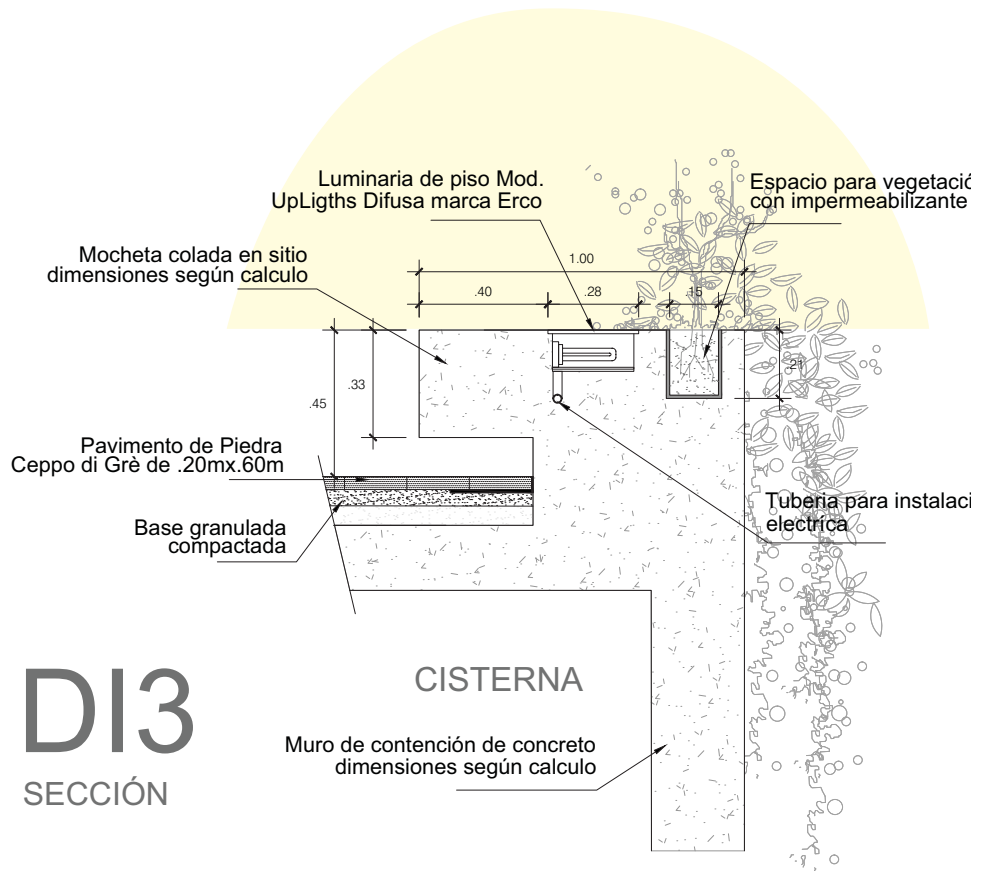 Luminaria de piso Mod.
UpLigths Difusa marca Erco
Espacio para vegetació
con impermeabilizante
Mocheta colada en sitio
dimensiones según calculo
1.00
.40
.28
.15
.33
.45
.21
Pavimento de Piedra
Ceppo di Grè de .20mx.60m
Base granulada
compactada
Tuberia para instalaci
electrica
DI3
SECCIÓN
CISTERNA
Muro de contención de concreto
dimensiones según calculo